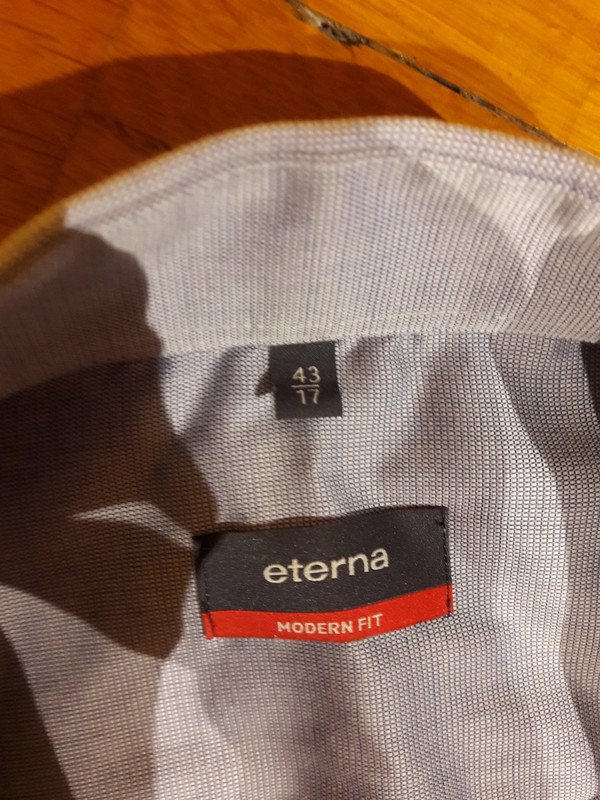 43
17
eterna
MODERN FIT